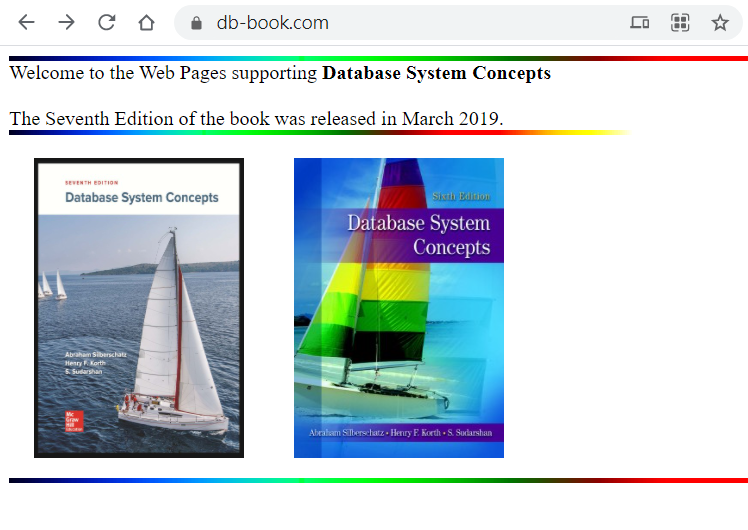 db-book.com
Welcome to the Web Pages supporting Database System Concepts
The Seventh Edition of the book was released in March 2019.
SEVENTH EDITION
Database System Concepts
Abraham Silberschatz
Henry F. Korth
S. Sudarshan
Mc
Graw
Hill
Education
Sixth Edition
Database System
Concepts
Abraham Silberschatz • Henry F. Korth • S. Sudarshan